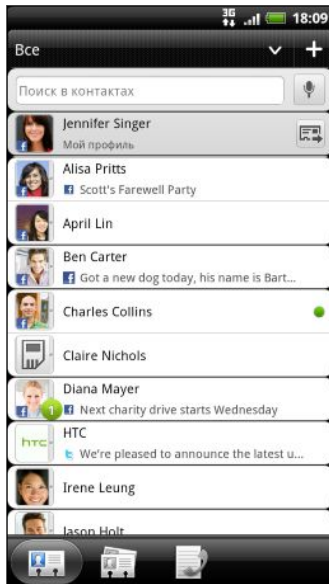 3G 18:09
Все
Поиск в контактах
Jennifer Singer
Мой профиль
Alisa Pritts
Scott's Farewell Party
April Lin
Ben Carter
Got a new dog today, his name is Bart...
Charles Collins
Claire Nichols
Diana Mayer
1 Next charity drive starts Wednesday
HTC
hTC We're pleased to announce the latest u...
Irene Leung
Jason Holt